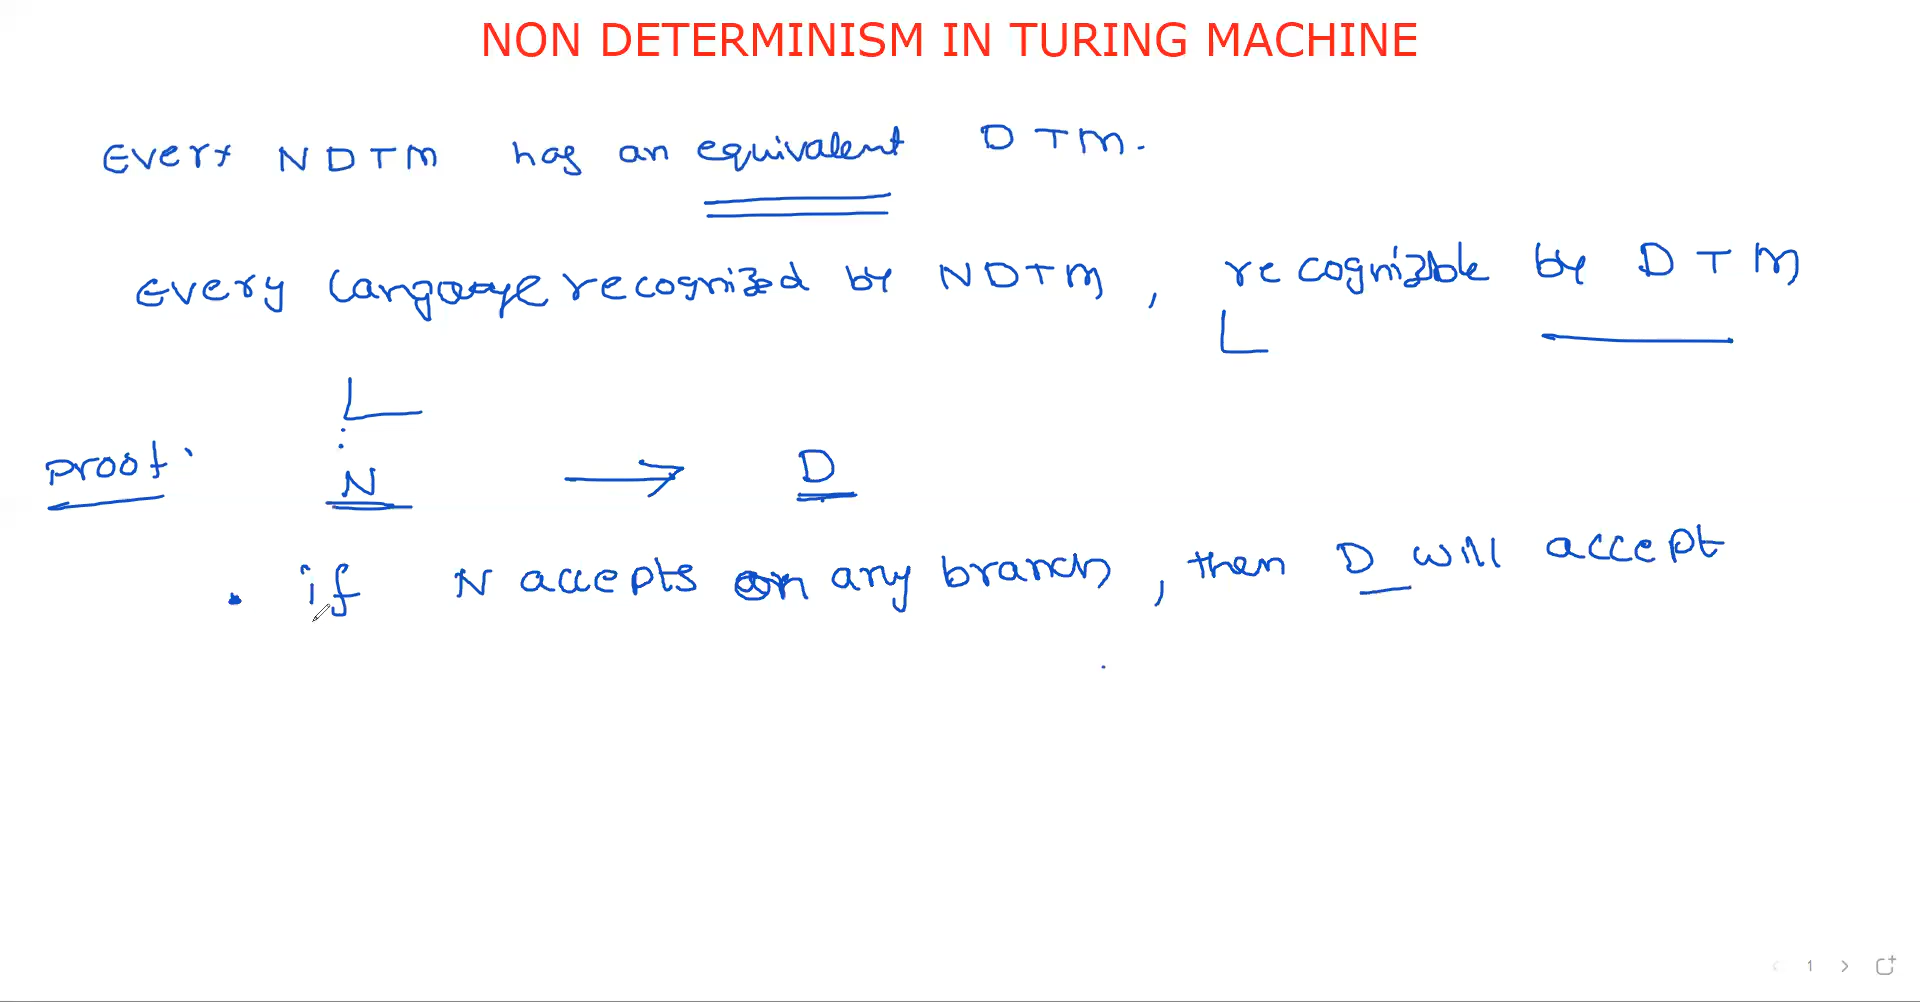 NON DETERMINISM IN TURING MACHINE
Every NDTM has an equivalent DTM.
Every language recognized by NDTM, recognizable by DTM
L
L
Proof:
N → D
. if N accepts on any branch, then D will accept
1